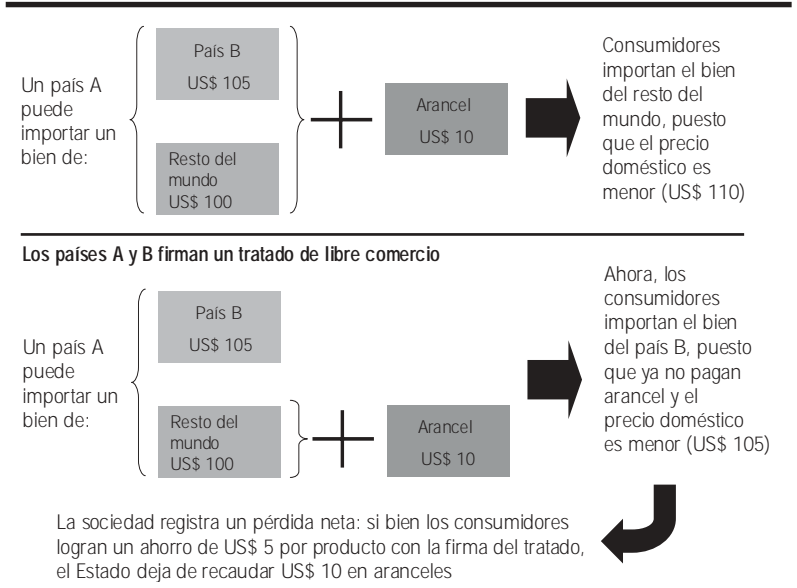 Un país A
puede
importar un
bien de:
País B
US$ 105
Resto del
mundo
US$ 100
Arancel
US$ 10
Consumidores
importan el bien
del resto del
mundo, puesto
que el precio
doméstico es
menor (US$ 110)
Los países A y B firman un tratado de libre comercio
Un país A
puede
importar un
bien de:
País B
US$ 105
Resto del
mundo
US$ 100
Arancel
US$ 10
Ahora, los
consumidores
importan el bien
del país B, puesto
que ya no pagan
arancel y el
precio doméstico
es menor (US$ 105)
La sociedad registra un pérdida neta: si bien los consumidores
logran un ahorro de US$ 5 por producto con la firma del tratado,
el Estado deja de recaudar US$ 10 en aranceles